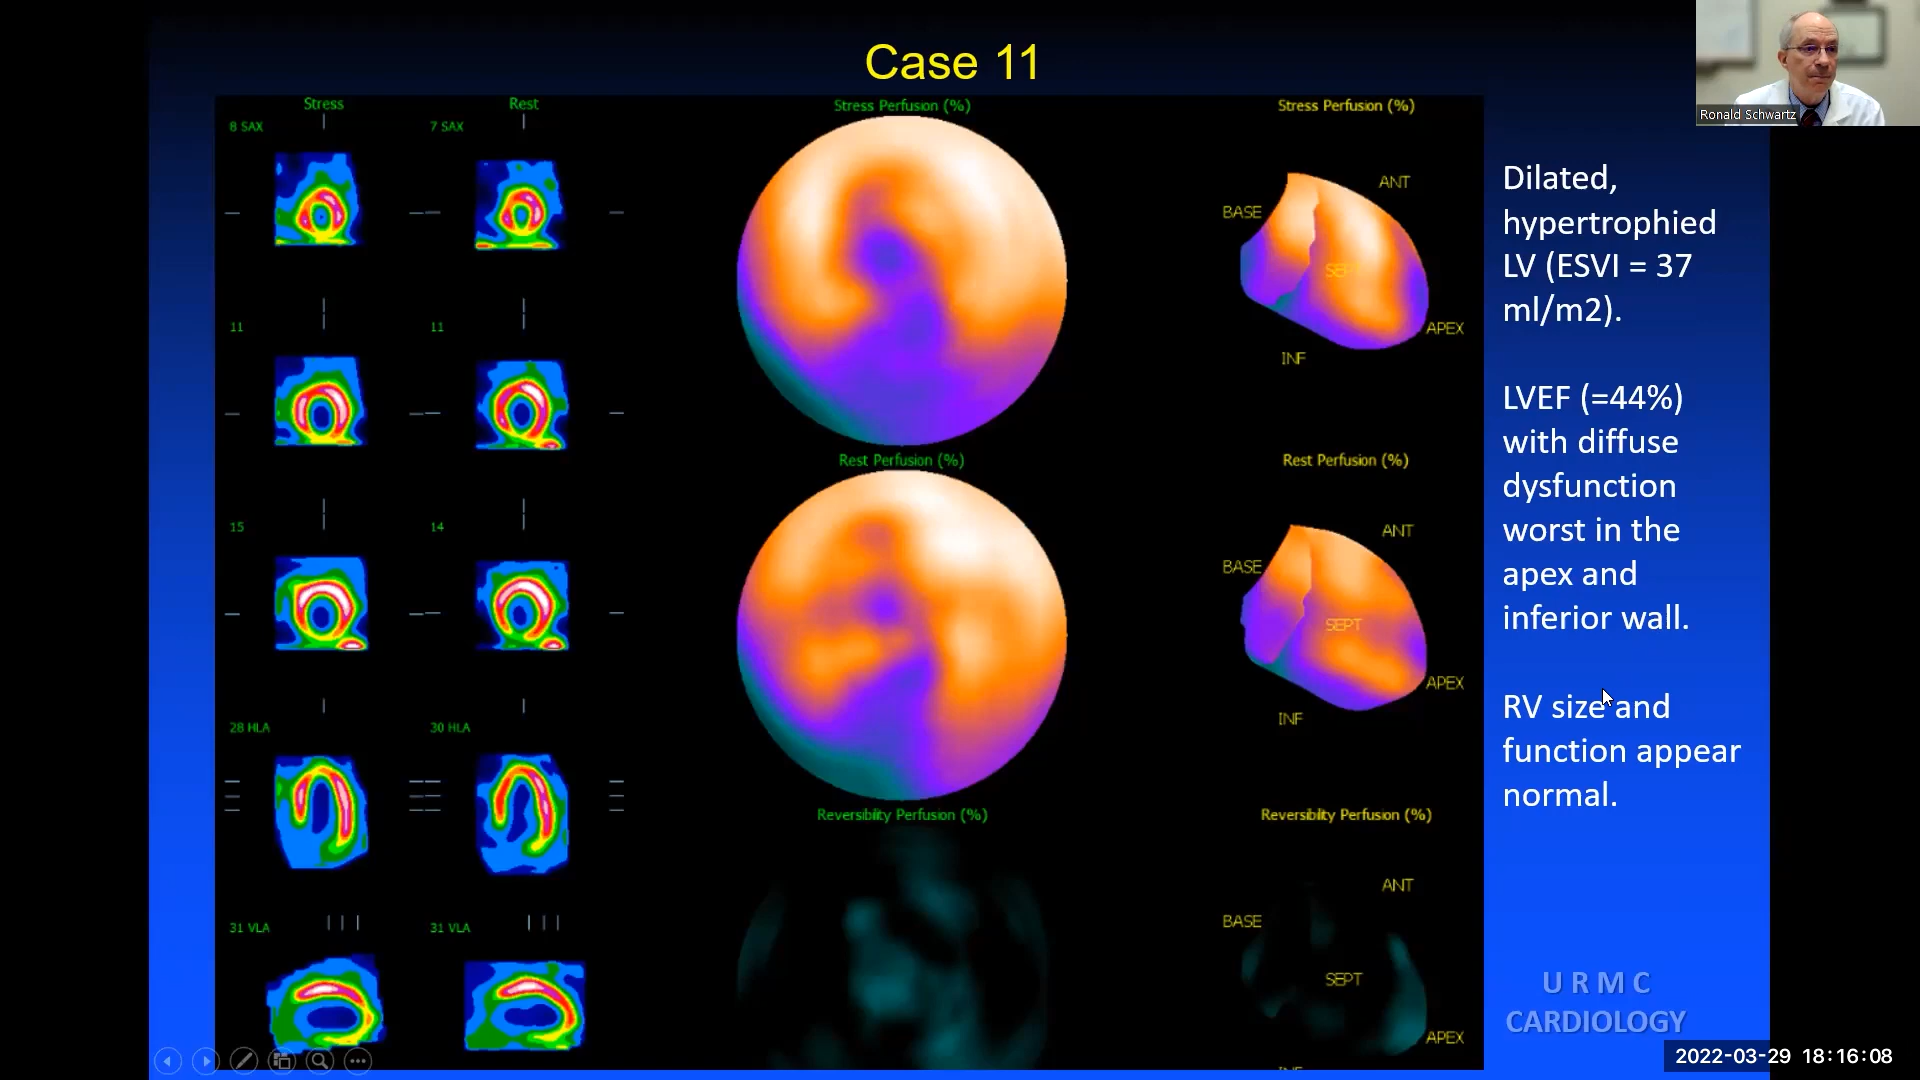 Case 11
Ronald Schwartz
Stress
Rest
Stress Perfusion (%)
Stress Perfusion (%)
8 SAX
7 SAX
ANT
BASE
SEPT
APEX
INF
11
11
Rest Perfusion (%)
Rest Perfusion (%)
15
14
ANT
BASE
SEPT
APEX
INF
28 HLA
30 HLA
Reversibility Perfusion (%)
Reversibility Perfusion (%)
31 VLA
31 VLA
ANT
BASE
SEPT
APEX
Dilated,
hypertrophied
LV (ESVI = 37
ml/m2).
LVEF (=44%)
with diffuse
dysfunction
worst in the
apex and
inferior wall.
RV size and
function appear
normal.
U R M C
CARDIOLOGY
2022-03-29 18:16:08